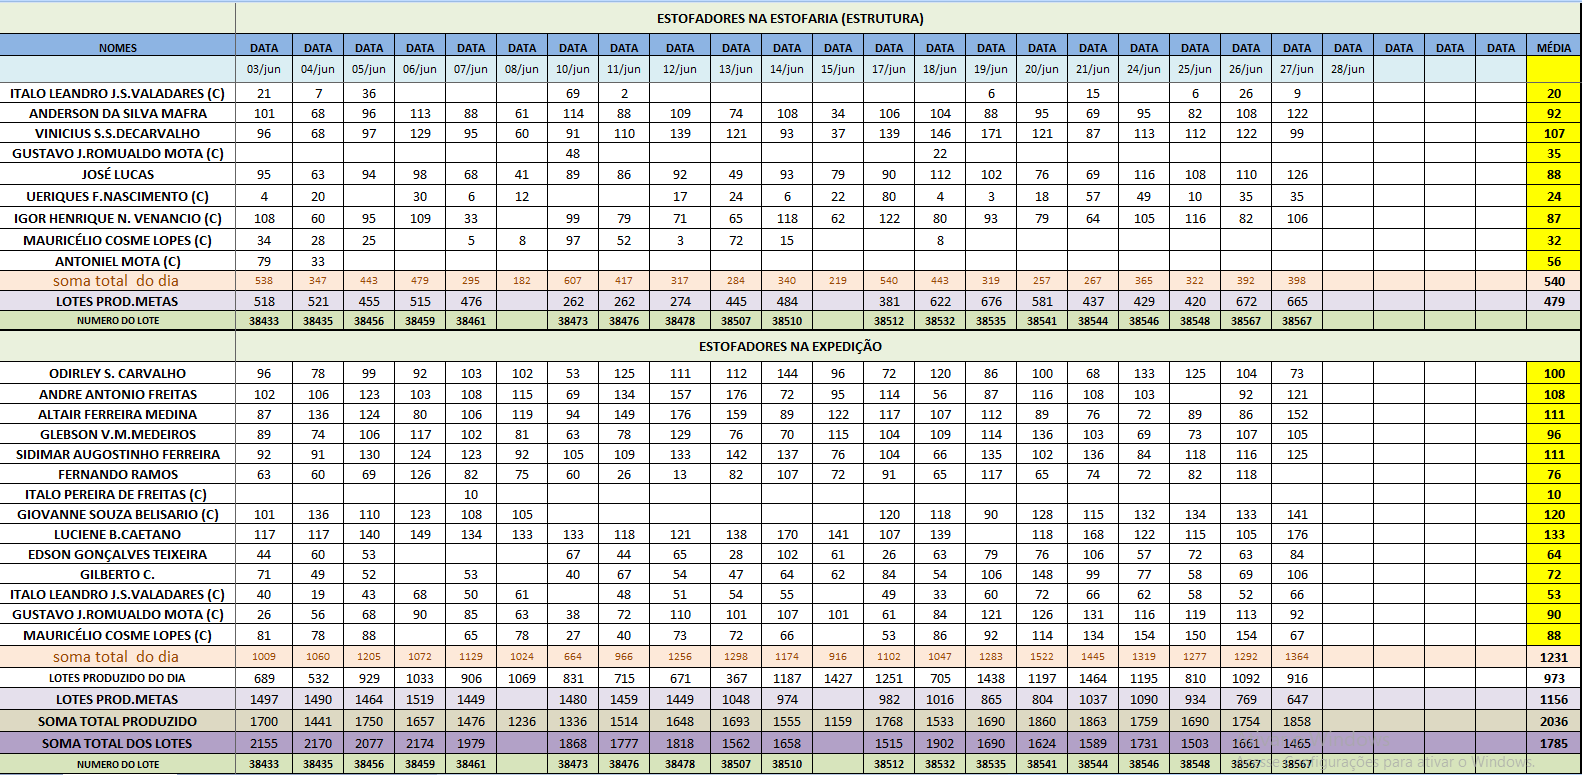 ESTOFADORES NA ESTOFARIA (ESTRUTURA)
NOMES DATA DATA DATA DATA DATA DATA DATA DATA DATA DATA DATA DATA DATA DATA DATA DATA DATA DATA DATA DATA DATA DATA DATA DATA DATA MÉDIA
03/jun 04/jun 05/jun 06/jun 07/jun 08/jun 10/jun 11/jun 12/jun 13/jun 14/jun 15/jun 17/jun 18/jun 19/jun 20/jun 21/jun 24/jun 25/jun 26/jun 27/jun 28/jun
ITALO LEANDRO J.S.VALADARES (C) 21 7 36 69 2 6 15 6 26 9 20
ANDERSON DA SILVA MAFRA 101 68 96 113 88 61 114 88 109 74 108 34 106 104 88 95 69 95 82 108 122 92
VINICIUS S.S.DECARVALHO 96 68 97 129 95 60 91 110 139 121 93 37 139 146 171 121 87 113 112 122 99 107
GUSTAVO J.ROMUALDO MOTA (C) 48 22 35
JOSÉ LUCAS 95 63 94 98 68 41 89 86 92 49 93 79 90 112 102 76 69 116 108 110 126 88
UERIQUES F.NASCIMENTO (C) 4 20 30 6 12 17 24 6 22 80 4 3 18 57 49 10 35 35 24
IGOR HENRIQUE N. VENANCIO (C) 108 60 95 109 33 99 79 71 65 118 62 122 80 93 79 64 105 116 82 106 87
MAURICÉLIO COSME LOPES (C) 34 28 25 5 8 97 52 3 72 15 8 32
ANTONIEL MOTA (C) 79 33 56
soma total do dia 538 347 443 479 295 182 607 417 317 284 340 219 540 443 319 257 267 365 322 392 398 540
LOTES PROD.METAS 518 521 455 515 476 262 262 274 445 484 381 622 676 581 437 429 420 672 665 479
NUMERO DO LOTE 38433 38435 38456 38459 38461 38473 38476 38478 38507 38510 38512 38532 38535 38541 38544 38546 38548 38567 38567
ESTOFADORES NA EXPEDIÇÃO
ODIRLEY S. CARVALHO 96 78 99 92 103 102 53 125 111 112 144 96 72 120 86 100 68 133 125 104 73 100
ANDRE ANTONIO FREITAS 102 106 123 103 108 115 69 134 157 176 72 95 114 56 87 116 108 103 92 121 108
ALTAIR FERREIRA MEDINA 87 136 124 80 106 119 94 149 176 159 89 122 117 107 112 89 76 72 89 86 152 111
GLEBSON V.M.MEDEIROS 89 74 106 117 102 81 63 78 129 76 70 115 104 109 114 136 103 69 73 107 105 96
SIDIMAR AUGOSTINHO FERREIRA 92 91 130 124 123 92 105 109 133 142 137 76 104 66 135 102 136 84 118 116 125 111
FERNANDO RAMOS 63 60 69 126 82 75 60 26 13 82 107 72 91 65 117 65 74 72 82 118 76
ITALO PEREIRA DE FREITAS (C) 10 10
GIOVANNE SOUZA BELISARIO (C) 101 136 110 123 108 105 120 118 90 128 115 132 134 133 141 120
LUCIENE B.CAETANO 117 117 140 149 134 133 133 118 121 138 170 141 107 139 118 168 122 115 105 176 133
EDSON GONÇALVES TEIXEIRA 44 60 53 67 44 65 28 102 61 26 63 79 76 106 57 72 63 84 64
GILBERTO C. 71 49 52 53 40 67 54 47 64 62 84 54 106 148 99 77 58 69 106 72
ITALO LEANDRO J.S.VALADARES (C) 40 19 43 68 50 61 48 51 54 55 49 33 60 72 66 62 58 52 66 53
GUSTAVO J.ROMUALDO MOTA (C) 26 56 68 90 85 63 38 72 110 101 107 101 61 84 121 126 131 116 119 113 92 90
MAURICÉLIO COSME LOPES (C) 81 78 88 65 78 27 40 73 72 66 53 86 92 114 134 154 150 154 67 88
soma total do dia 1009 1060 1205 1072 1129 1024 664 966 1256 1298 1174 916 1102 1047 1283 1522 1445 1319 1277 1292 1364 1231
LOTES PRODUZIDO DO DIA 689 532 929 1033 906 1069 831 715 671 367 1187 1427 1251 705 1438 1197 1464 1195 810 1092 916 973
LOTES PROD.METAS 1497 1490 1464 1519 1449 1480 1459 1449 1048 974 982 1016 865 804 1037 1090 934 769 647 1156
SOMA TOTAL PRODUZIDO 1700 1441 1750 1657 1476 1236 1336 1514 1648 1693 1555 1159 1768 1533 1690 1860 1863 1759 1690 1754 1858 2036
SOMA TOTAL DOS LOTES 2155 2170 2077 2174 1979 1868 1777 1818 1562 1658 1515 1902 1690 1624 1589 1731 1503 1661 1465 1785
NUMERO DO LOTE 38433 38435 38456 38459 38461 38473 38476 38478 38507 38510 38512 38532 38535 38541 38544 38546 38548 38567 38567
Acesse Configurações para ativar o Windows.